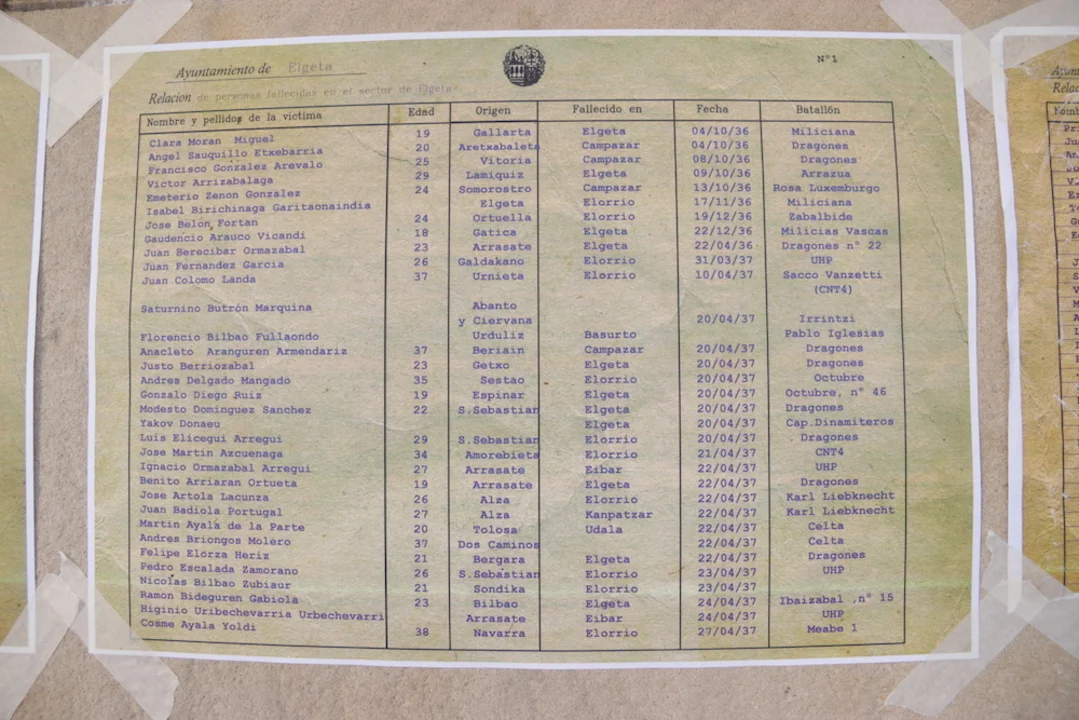 Ayuntamiento de Elgeta
N°1
Relacion de personas fallecidos en el sector de Elgeta
Nombre y pellidos de la victima Edad Origen Fallecido en Fecha Batallón
Clara Moran Miguel 19 Gallarta Elgeta 04/10/36 Miliciana
Angel Sauquillo Etxebarria 20 Aretxabaleta Campazar 04/10/36 Dragones
Francisco Gonzalez Arevalo 25 Vitoria Campazar 08/10/36 Dragones
Victor Arrizabalaga 29 Lamiquiz Elgeta 09/10/36 Arrazua
Emeterio Zenon Gonzalez 24 Somorostro Campazar 13/10/36 Rosa Luxemburgo
Isabel Birichinaga Garitaonaindia Elgeta Elorrio 17/11/36 Miliciana
Jose Belon Fortan 24 Ortuella Elorrio 19/12/36 Zabalbide
Gaudencio Arauco Vicandi 18 Gatica Elgeta 22/12/36 Milicias Vascas
Juan Berecibar Ormazabal 23 Arrasate Elgeta 22/04/36 Dragones n° 22
Juan Fernandez Garcia 26 Galdakano Elorrio 31/03/37 UHP
Juan Colomo Landa 37 Urnieta Elorrio 10/04/37 Sacco Vanzetti
(CNT4)
Saturnino Butrón Marquina Abanto
y Ciervana 20/04/37 Irrintzi
Florencio Bilbao Fullaondo Urduliz Basurto Pablo Iglesias
Anacleto Aranguren Armendariz 37 Beriain Campazar 20/04/37 Dragones
Justo Berriozabal 23 Getxo Elgeta 20/04/37 Dragones
Andres Delgado Mangado 35 Sestao Elorrio 20/04/37 Octubre
Gonzalo Diego Ruiz 19 Espinar Elgeta 20/04/37 Octubre, n° 46
Modesto Dominguez Sanchez 22 S.Sebastian Elgeta 20/04/37 Dragones
Yakov Donaeu Elgeta 20/04/37 Cap.Dinamiteros
Luis Elicegui Arregui 29 S.Sebastian Elorrio 20/04/37 Dragones
Jose Martin Azcuenaga 34 Amorebieta Elorrio 21/04/37 CNT4
Ignacio Ormazabal Arregui 27 Arrasate Eibar 22/04/37 UHP
Benito Arriaran Ortueta 19 Arrasate Elgeta 22/04/37 Dragones
Jose Artola Lacunza 26 Alza Elorrio 22/04/37 Karl Liebknecht
Juan Badiola Portugal 27 Alza Kanpatzar 22/04/37 Karl Liebknecht
Martin Ayala de la Parte 20 Tolosa Udala 22/04/37 Celta
Andres Briongos Molero 37 Dos Caminos 22/04/37 Celta
Felipe Elorza Heriz 21 Bergara Elgeta 22/04/37 Dragones
Pedro Escalada Zamorano 26 S.Sebastian Elorrio 23/04/37 UHP
Nicolas Bilbao Zubiaur 21 Sondika Elorrio 23/04/37
Ramon Bideguren Gabiola 23 Bilbao Elgeta 24/04/37 Ibaizabal ,n° 15
Higinio Uribechevarria Urbechevarri Arrasate Eibar 24/04/37 UHP
Cosme Ayala Yoldi 38 Navarra Elorrio 27/04/37 Meabe 1